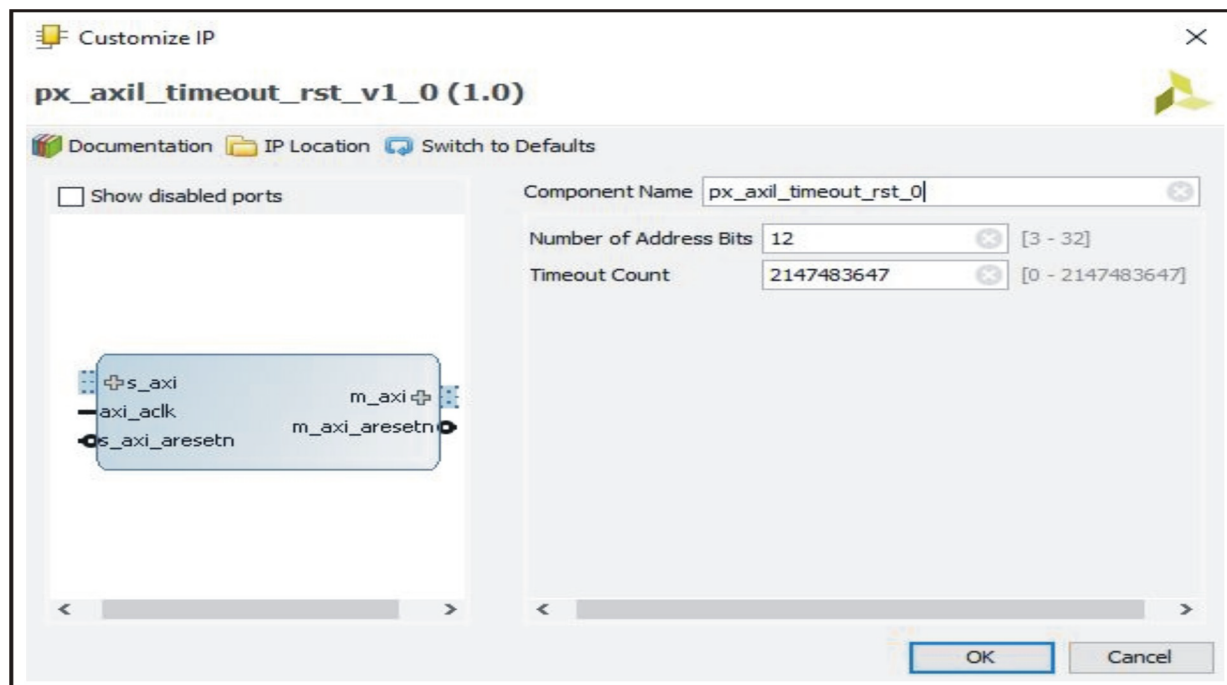 Customize IP
px_axil_timeout_rst_v1_0 (1.0)
Documentation IP Location Switch to Defaults
Show disabled ports
s_axi
axi_aclk
s_axi_aresetn
m_axi
m_axi_aresetn
Component Name px_axil_timeout_rst_0
Number of Address Bits 12 [3 - 32]
Timeout Count 2147483647 [0 - 2147483647]
OK Cancel